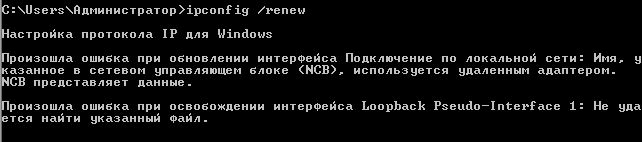 C:\Users\Администратор>ipconfig /renew
Настройка протокола IP для Windows
Произошла ошибка при обновлении интерфейса Подключение по локальной сети: Имя, у
казанное в сетевом управляющем блоке (NCB), используется удаленным адаптером.
NCB представляет данные.
Произошла ошибка при освобождении интерфейса Loopback Pseudo-Interface 1: Не уда
ется найти указанный файл.